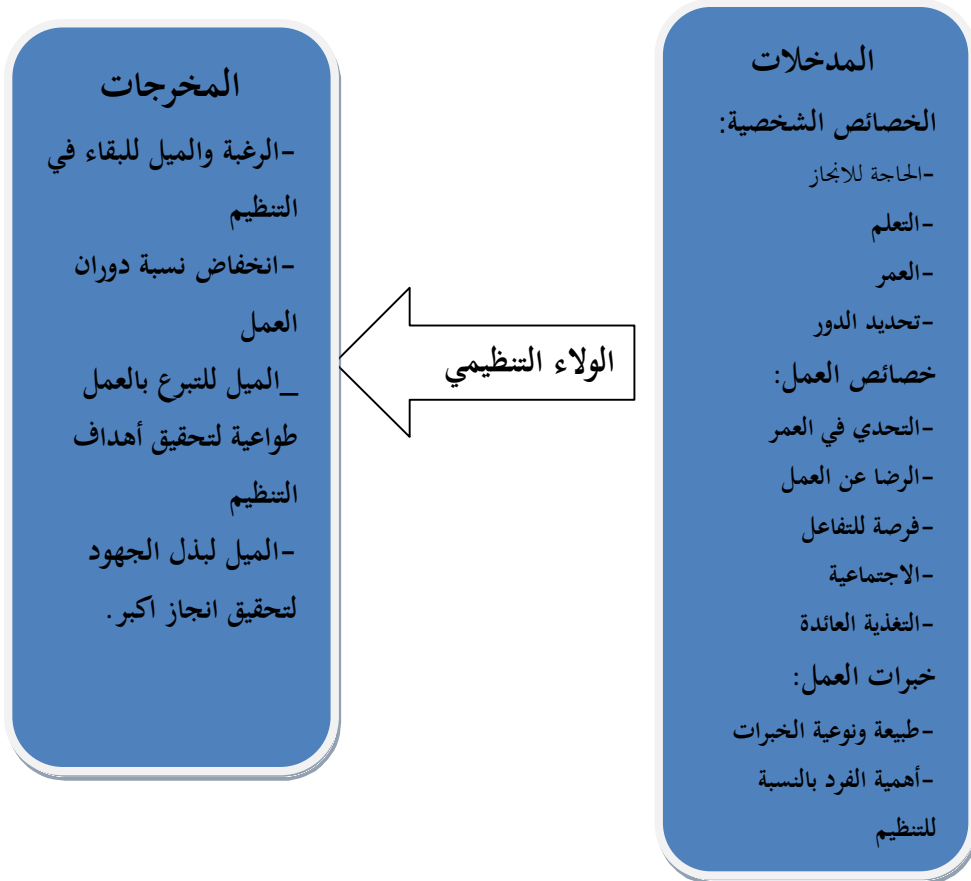 المدخلات
الخصائص الشخصية:
-الحاجة للانجاز
-التعلم
-العمر
-تحديد الدور
خصائص العمل:
-التحدي في العمر
-الرضا عن العمل
-فرصة للتفاعل
-الاجتماعية
-التغذية العائدة
خبرات العمل:
-طبيعة ونوعية الخبرات
-أهمية الفرد بالنسبة
للتنظيم
الولاء التنظيمي
المخرجات
-الرغبة والميل للبقاء في
التنظيم
-انخفاض نسبة دوران
العمل
_الميل للتبرع بالعمل
طواعية لتحقيق أهداف
التنظيم
-الميل لبذل الجهود
لتحقيق انجاز اكبر.